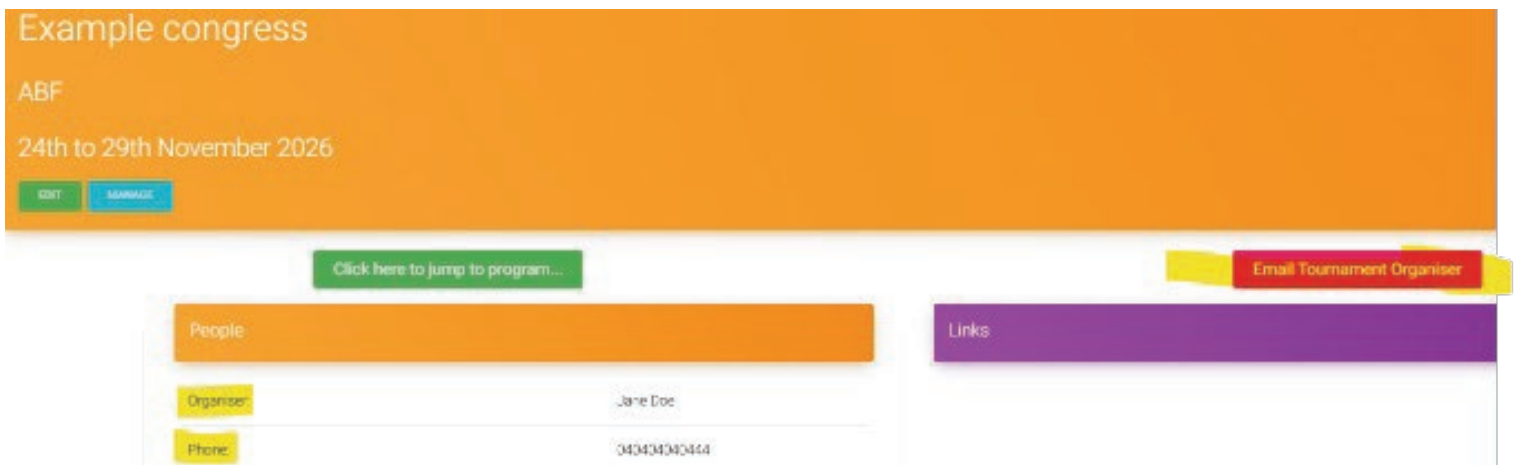 Example congress
ABF
24th to 29th November 2026
EDIT MANAGE
Click here to jump to program...
Email Tournament Organiser
People
Links
Organiser: Jane Doe
Phone: 040404040444